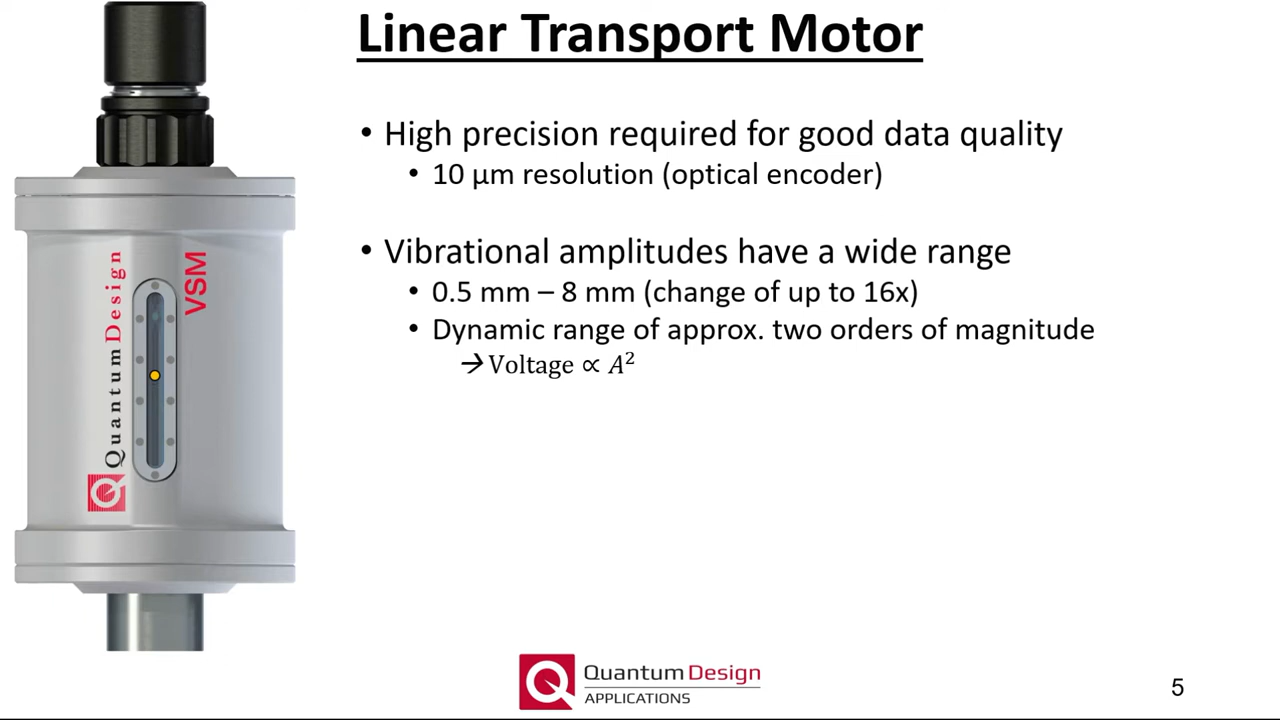 Linear Transport Motor
• High precision required for good data quality
• 10 µm resolution (optical encoder)
• Vibrational amplitudes have a wide range
• 0.5 mm – 8 mm (change of up to 16x)
• Dynamic range of approx. two orders of magnitude
→ Voltage ∝ A²
QuantumDesign
VSM
Quantum Design
APPLICATIONS
5